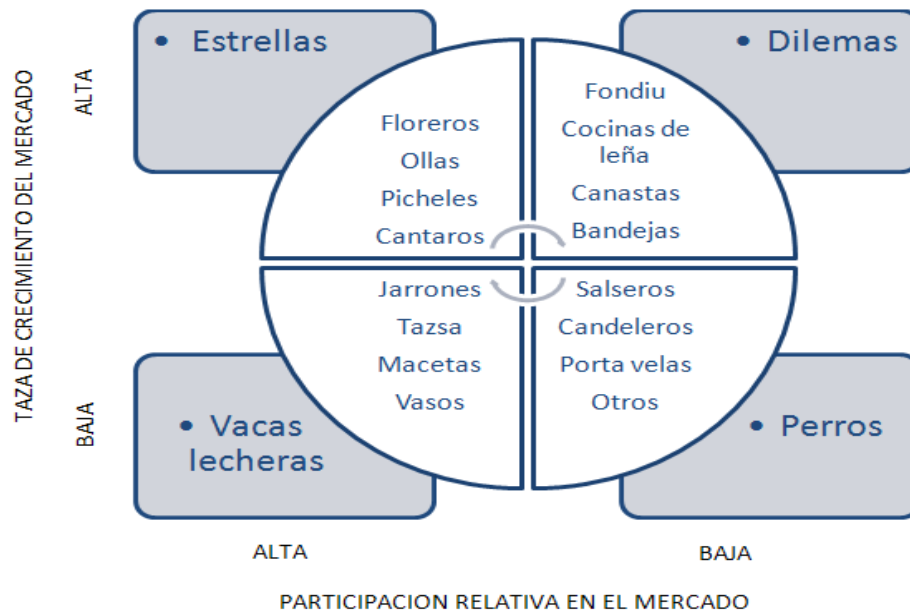 • Estrellas
• Dilemas
TAZA DE CRECIMIENTO DEL MERCADO
ALTA
Floreros
Ollas
Picheles
Cantaros
Fondiu
Cocinas de
leña
Canastas
Bandejas
BAJA
Jarrones
Tazsa
Macetas
Vasos
Salseros
Candeleros
Porta velas
Otros
• Vacas
lecheras
• Perros
ALTA
BAJA
PARTICIPACION RELATIVA EN EL MERCADO